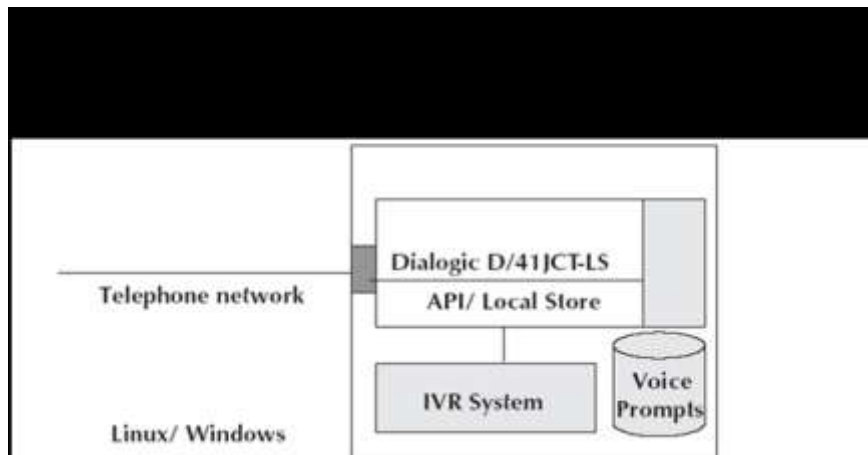 Dialogic D/41JCT-LS
Telephone network
API/ Local Store
IVR System
Voice
Prompts
Linux/ Windows